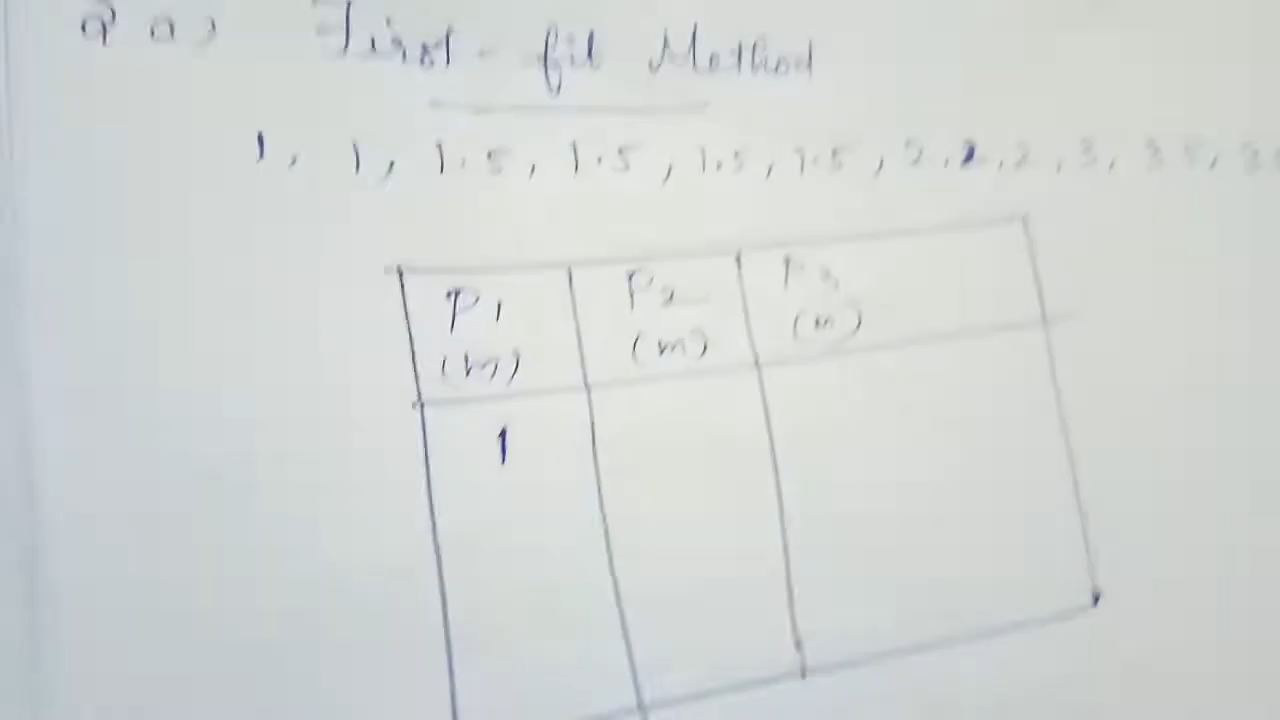 First-fit Method
1, 1, 1.5, 1.5, 1.5, 1.5, 2, 2, 2, 3,
P1 P2 P3
(m) (m) (m)
1